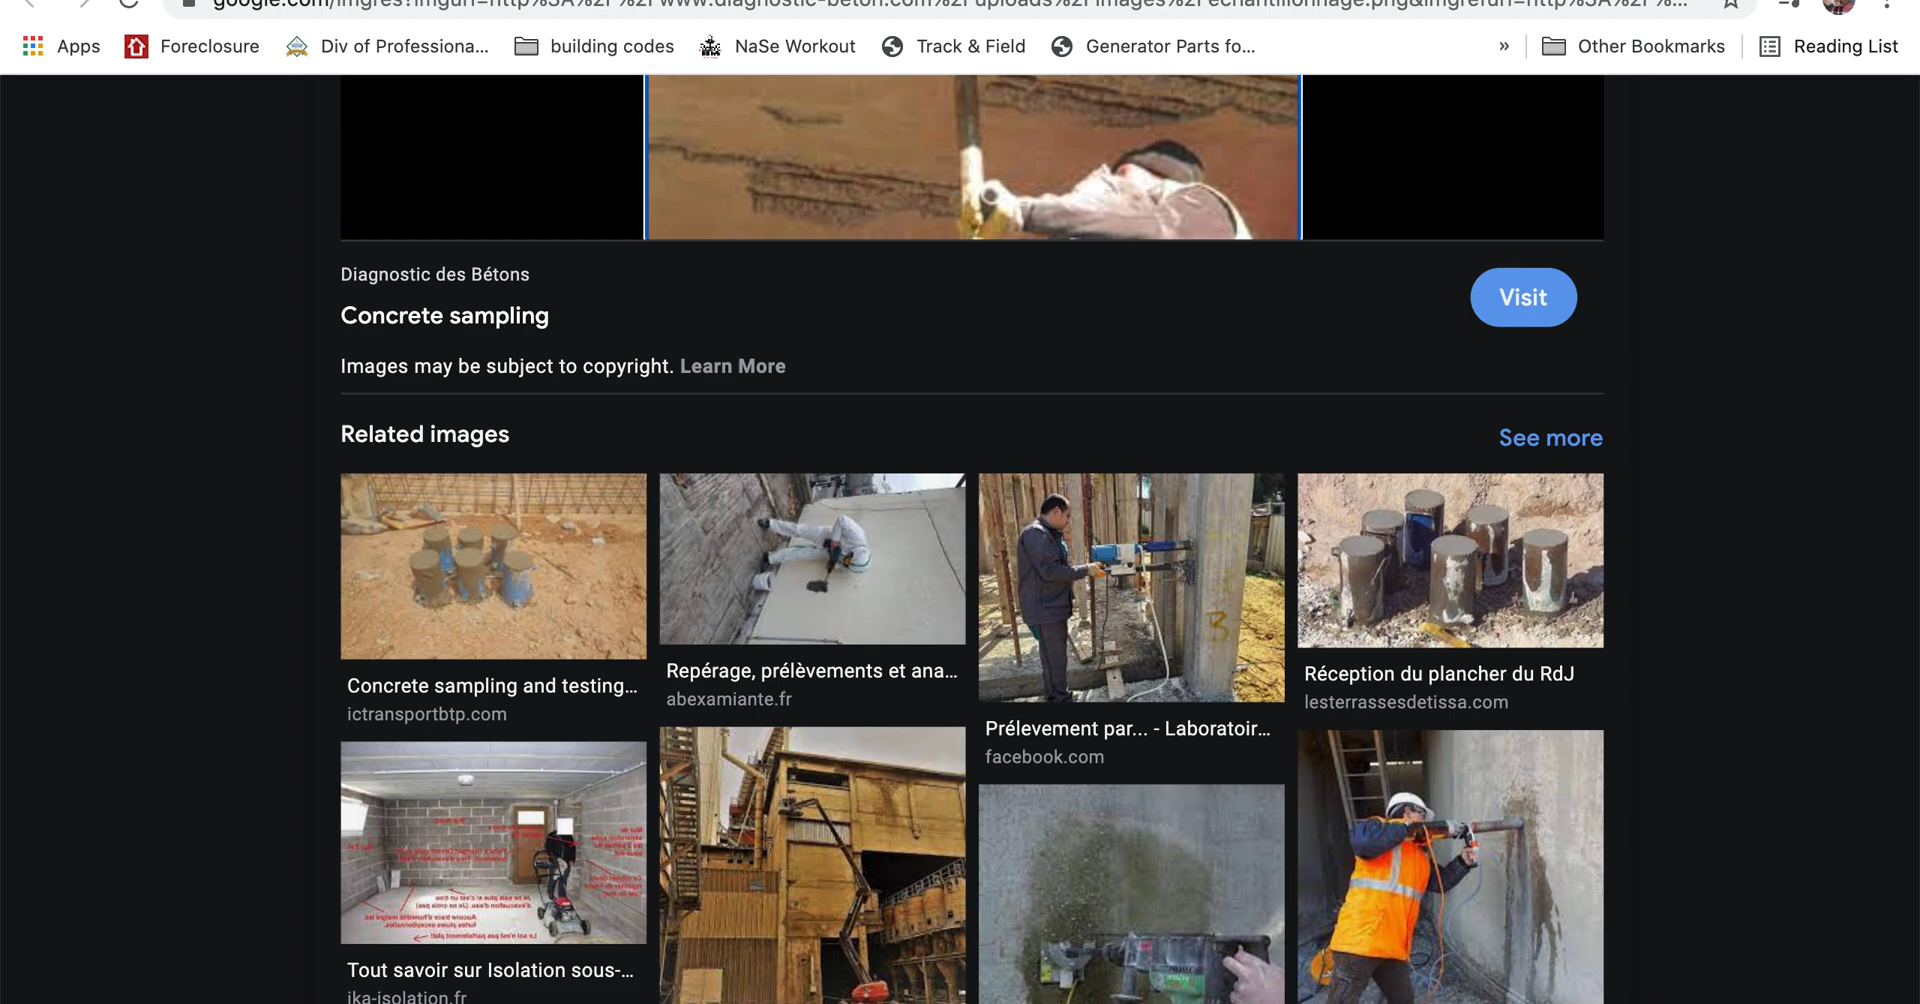 Apps Foreclosure Div of Professiona... building codes NaSe Workout Track & Field Generator Parts fo... » Other Bookmarks Reading List
Diagnostic des Bétons
Visit
Concrete sampling
Images may be subject to copyright. Learn More
Related images
See more
Concrete sampling and testing...
ictransportbtp.com
Repérage, prélèvements et ana...
abexamiante.fr
3
Prélevement par... - Laboratoir...
facebook.com
Réception du plancher du RdJ
lesterrassesdetissa.com
Tout savoir sur Isolation sous-...
ika-isolation.fr